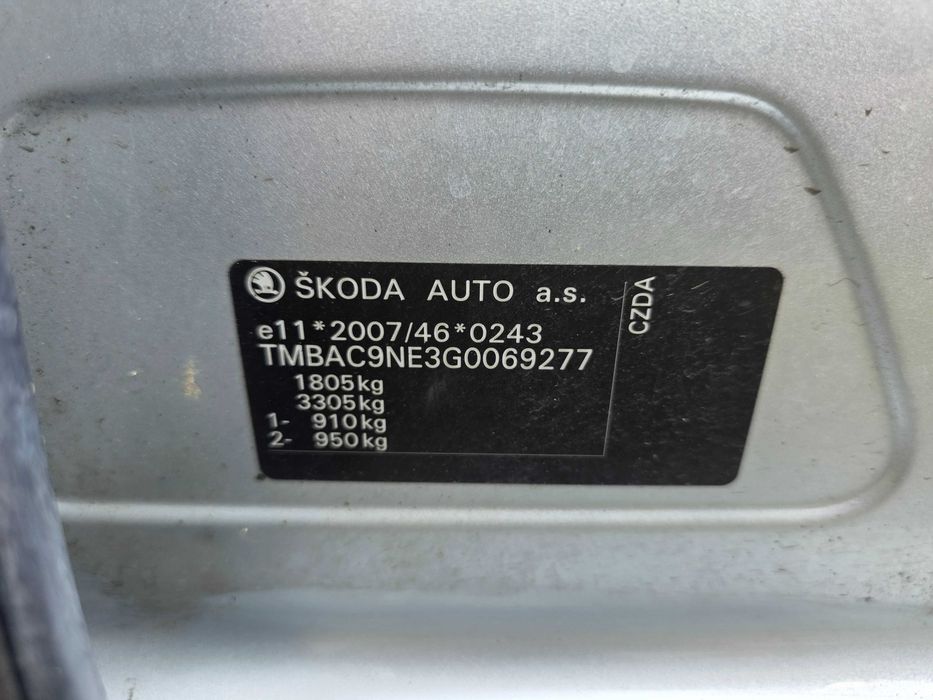 ŠKODA AUTO a.s.
e11*2007/46*0243
TMBAC9NE3G0069277
1805kg
3305kg
1- 910kg
2- 950kg
CZDA